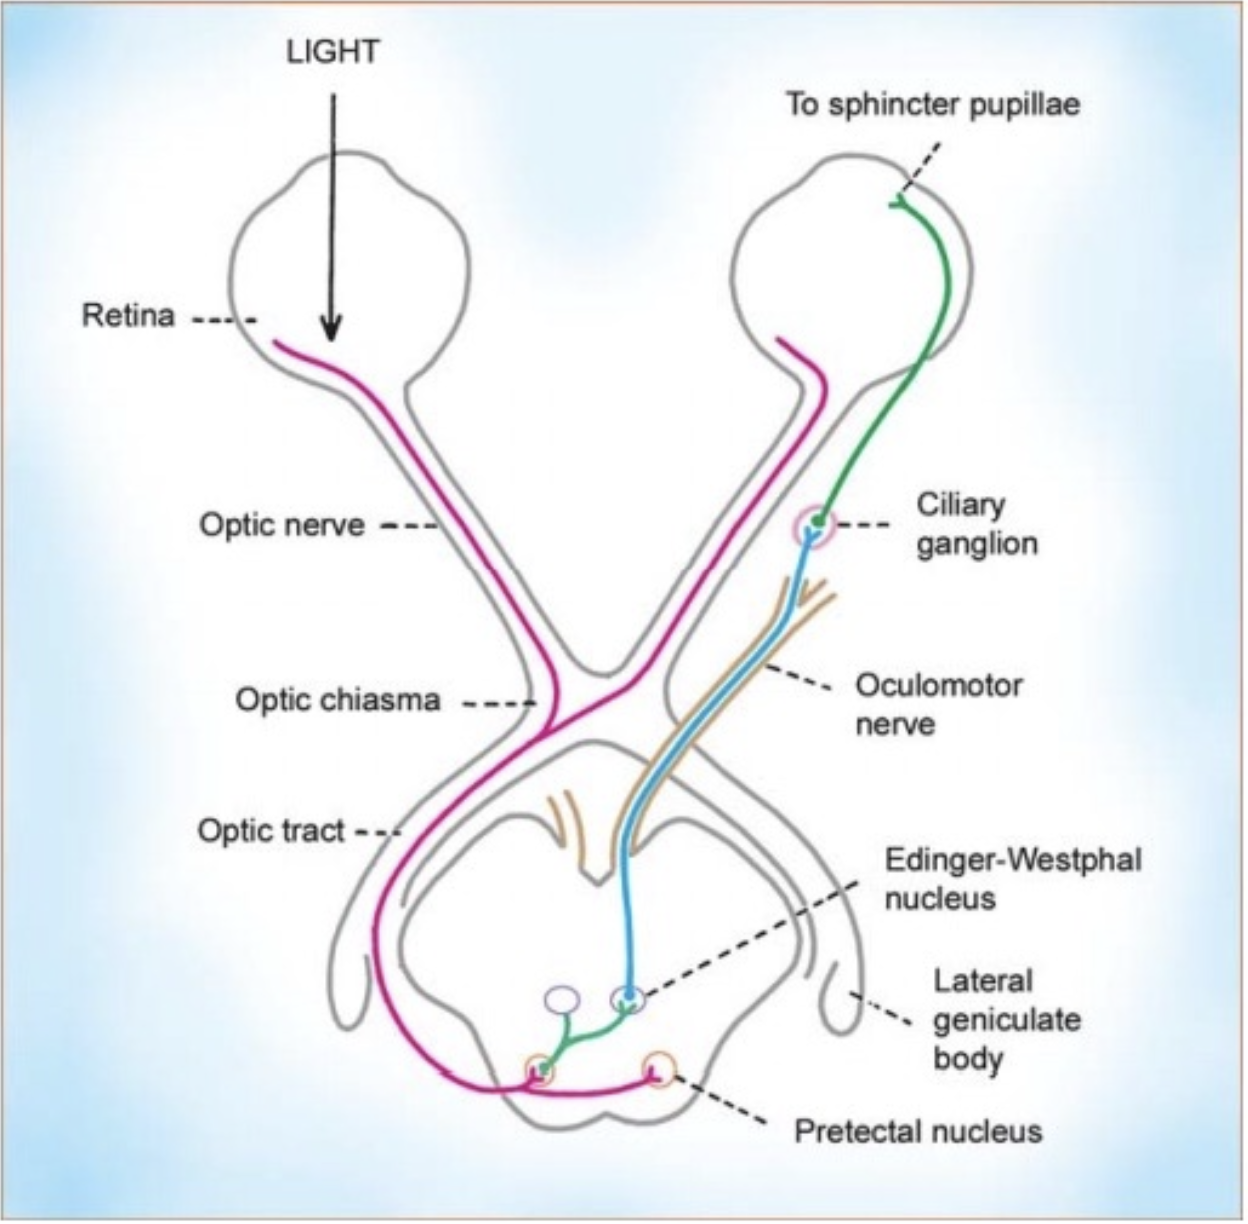 LIGHT
To sphincter pupillae
Retina
Optic nerve
Ciliary
ganglion
Optic chiasma
Oculomotor
nerve
Optic tract
Edinger-Westphal
nucleus
Lateral
geniculate
body
Pretectal nucleus